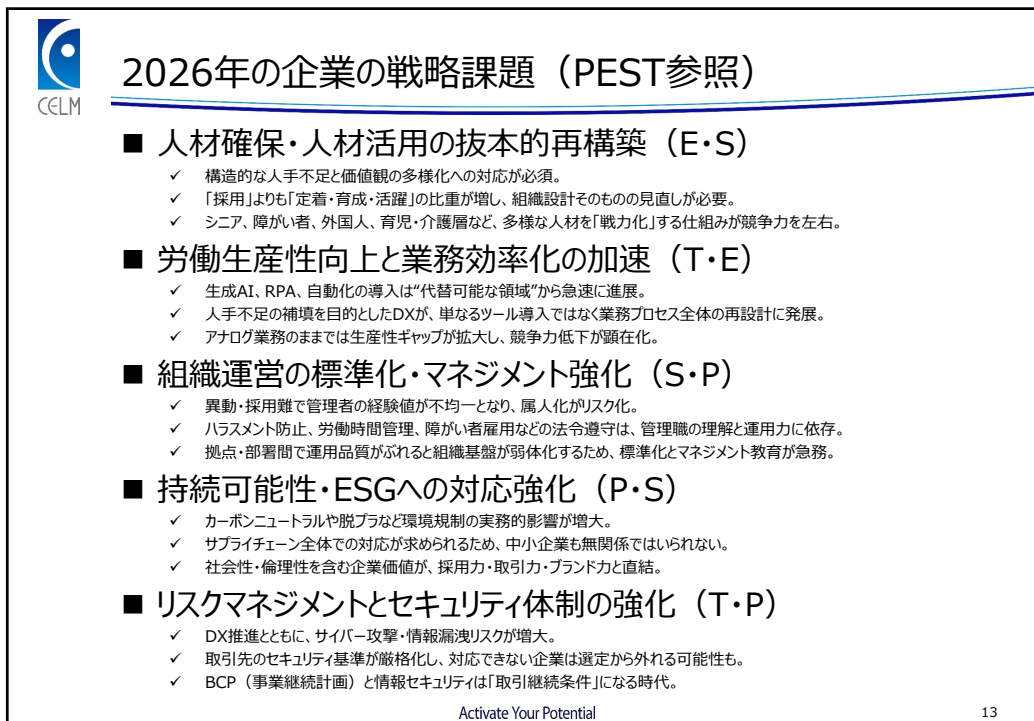 CELM
2026年の企業の戦略課題（PEST参照）
■ 人材確保・人材活用の抜本的再構築（E・S）
✓ 構造的な人手不足と価値観の多様化への対応が必須。
✓ 「採用」よりも「定着・育成・活躍」の比重が増し、組織設計そのものの見直しが必要。
✓ シニア、障がい者、外国人、育児・介護層など、多様な人材を「戦力化」する仕組みが競争力を左右。
■ 労働生産性向上と業務効率化の加速（T・E）
✓ 生成AI、RPA、自動化の導入は“代替可能な領域”から急速に進展。
✓ 人手不足の補填を目的としたDXが、単なるツール導入ではなく業務プロセス全体の再設計に発展。
✓ アナログ業務のままでは生産性ギャップが拡大し、競争力低下が顕在化。
■ 組織運営の標準化・マネジメント強化（S・P）
✓ 異動・採用難で管理者の経験値が不均一となり、属人化がリスク化。
✓ ハラスメント防止、労働時間管理、障がい者雇用などの法令遵守は、管理職の理解と運用力に依存。
✓ 拠点・部署間で運用品質がぶれると組織基盤が弱体化するため、標準化とマネジメント教育が急務。
■ 持続可能性・ESGへの対応強化（P・S）
✓ カーボンニュートラルや脱プラなど環境規制の実務的影響が増大。
✓ サプライチェーン全体での対応が求められるため、中小企業も無関係ではいられない。
✓ 社会性・倫理性を含む企業価値が、採用力・取引力・ブランド力と直結。
■ リスクマネジメントとセキュリティ体制の強化（T・P）
✓ DX推進とともに、サイバー攻撃・情報漏洩リスクが増大。
✓ 取引先のセキュリティ基準が厳格化し、対応できない企業は選定から外れる可能性も。
✓ BCP（事業継続計画）と情報セキュリティは「取引継続条件」になる時代。
Activate Your Potential
13